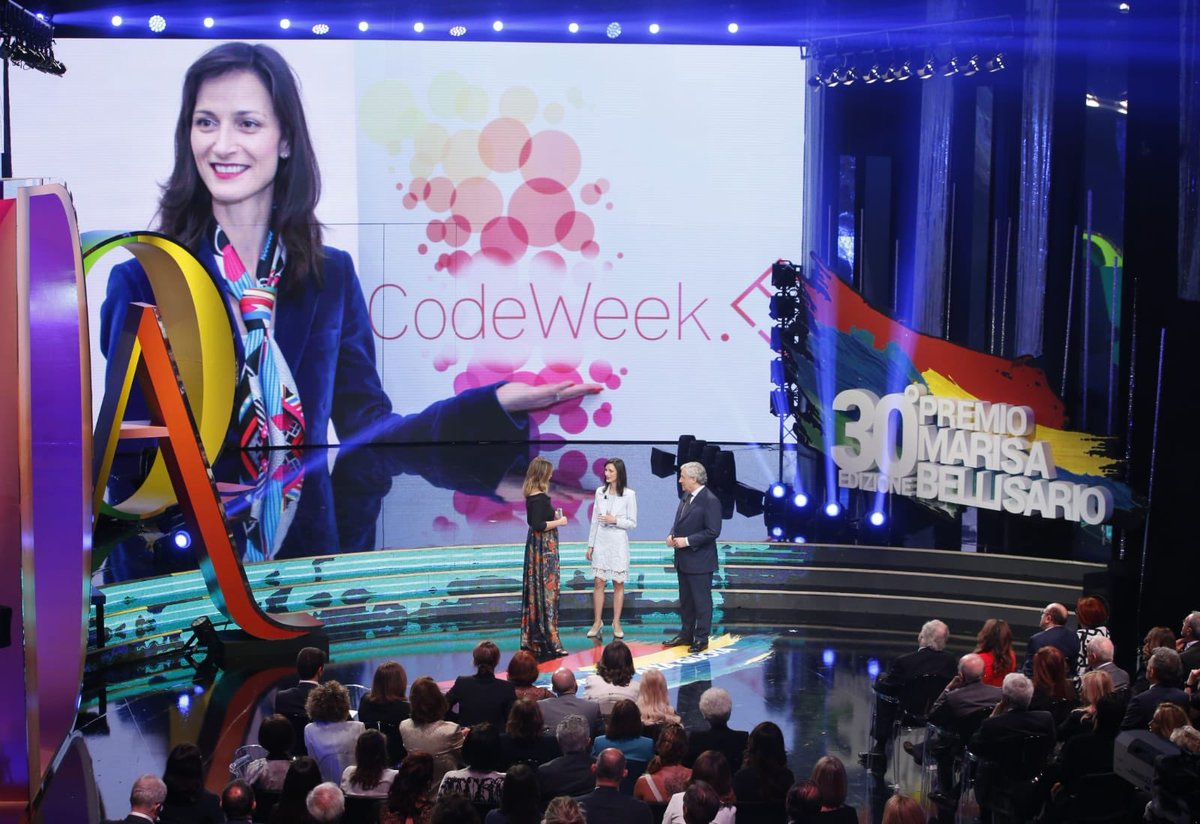 CodeWeek.E
30° PREMIO
MARISA
EDIZIONE BELLISARIO